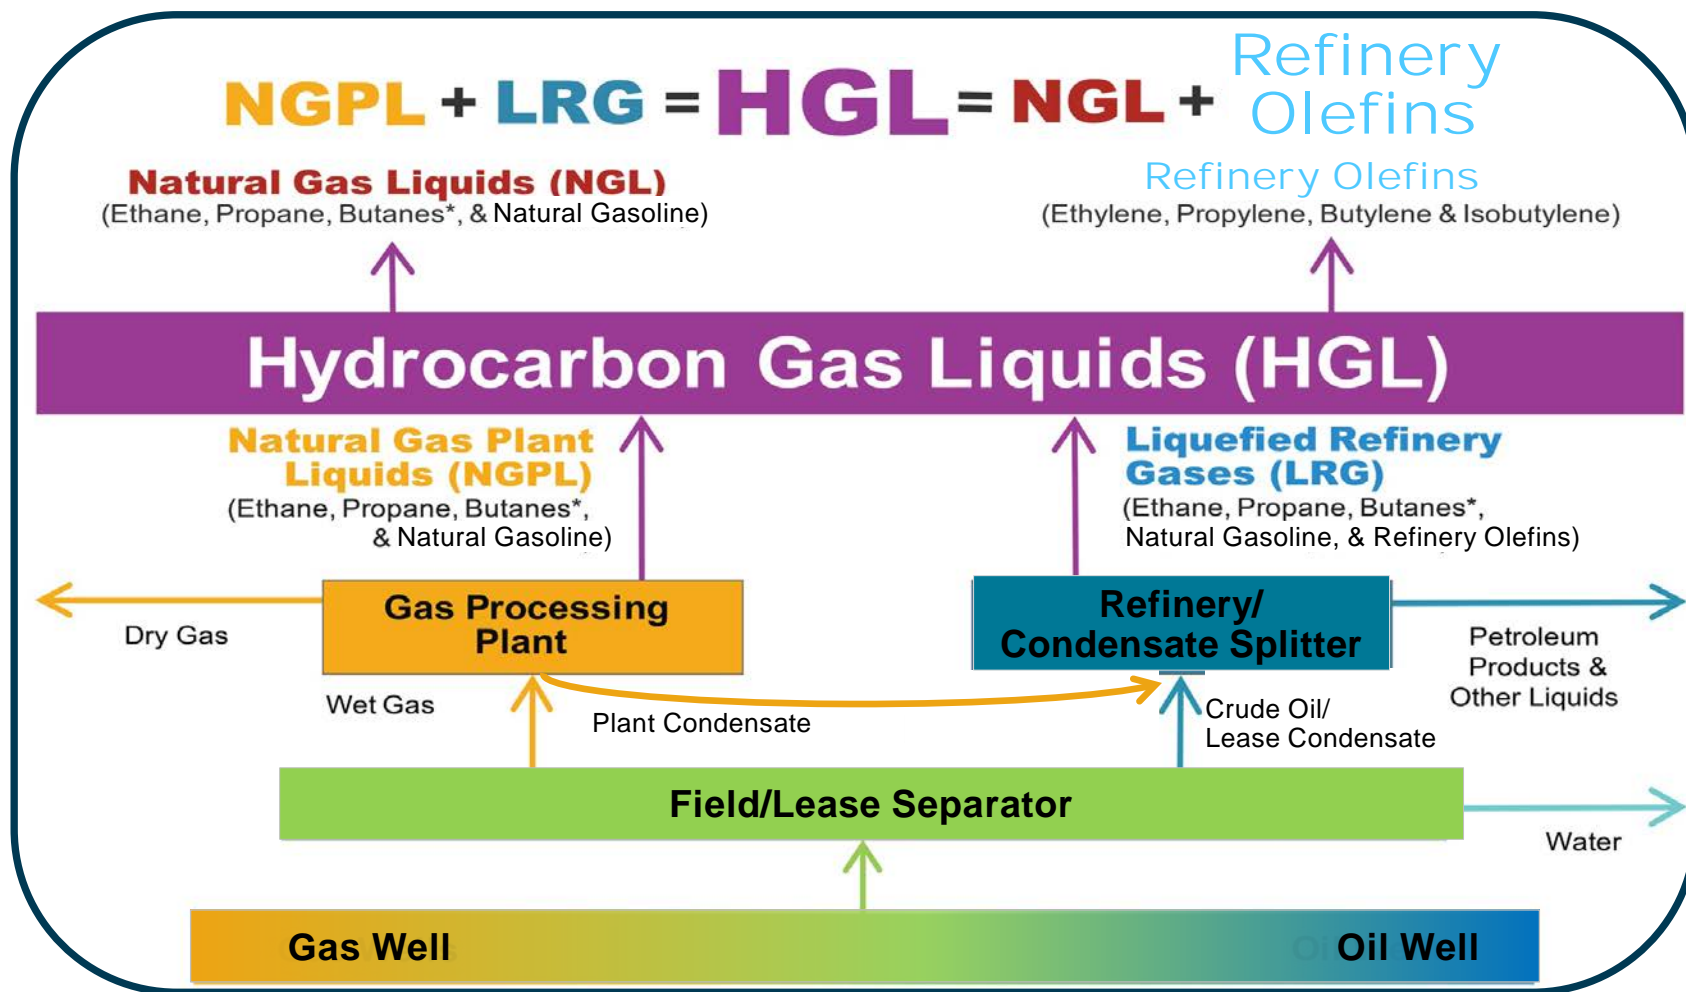 NGPL + LRG = HGL = NGL + Refinery
Olefins
Natural Gas Liquids (NGL)
(Ethane, Propane, Butanes*, & Natural Gasoline)
Refinery Olefins
(Ethylene, Propylene, Butylene & Isobutylene)
Hydrocarbon Gas Liquids (HGL)
Natural Gas Plant
Liquids (NGPL)
(Ethane, Propane, Butanes*,
& Natural Gasoline)
Liquefied Refinery
Gases (LRG)
(Ethane, Propane, Butanes*,
Natural Gasoline, & Refinery Olefins)
Dry Gas
Gas Processing
Plant
Refinery/
Condensate Splitter
Petroleum
Products &
Other Liquids
Wet Gas
Plant Condensate
Crude Oil/
Lease Condensate
Field/Lease Separator
Water
Gas Well
Oil Well